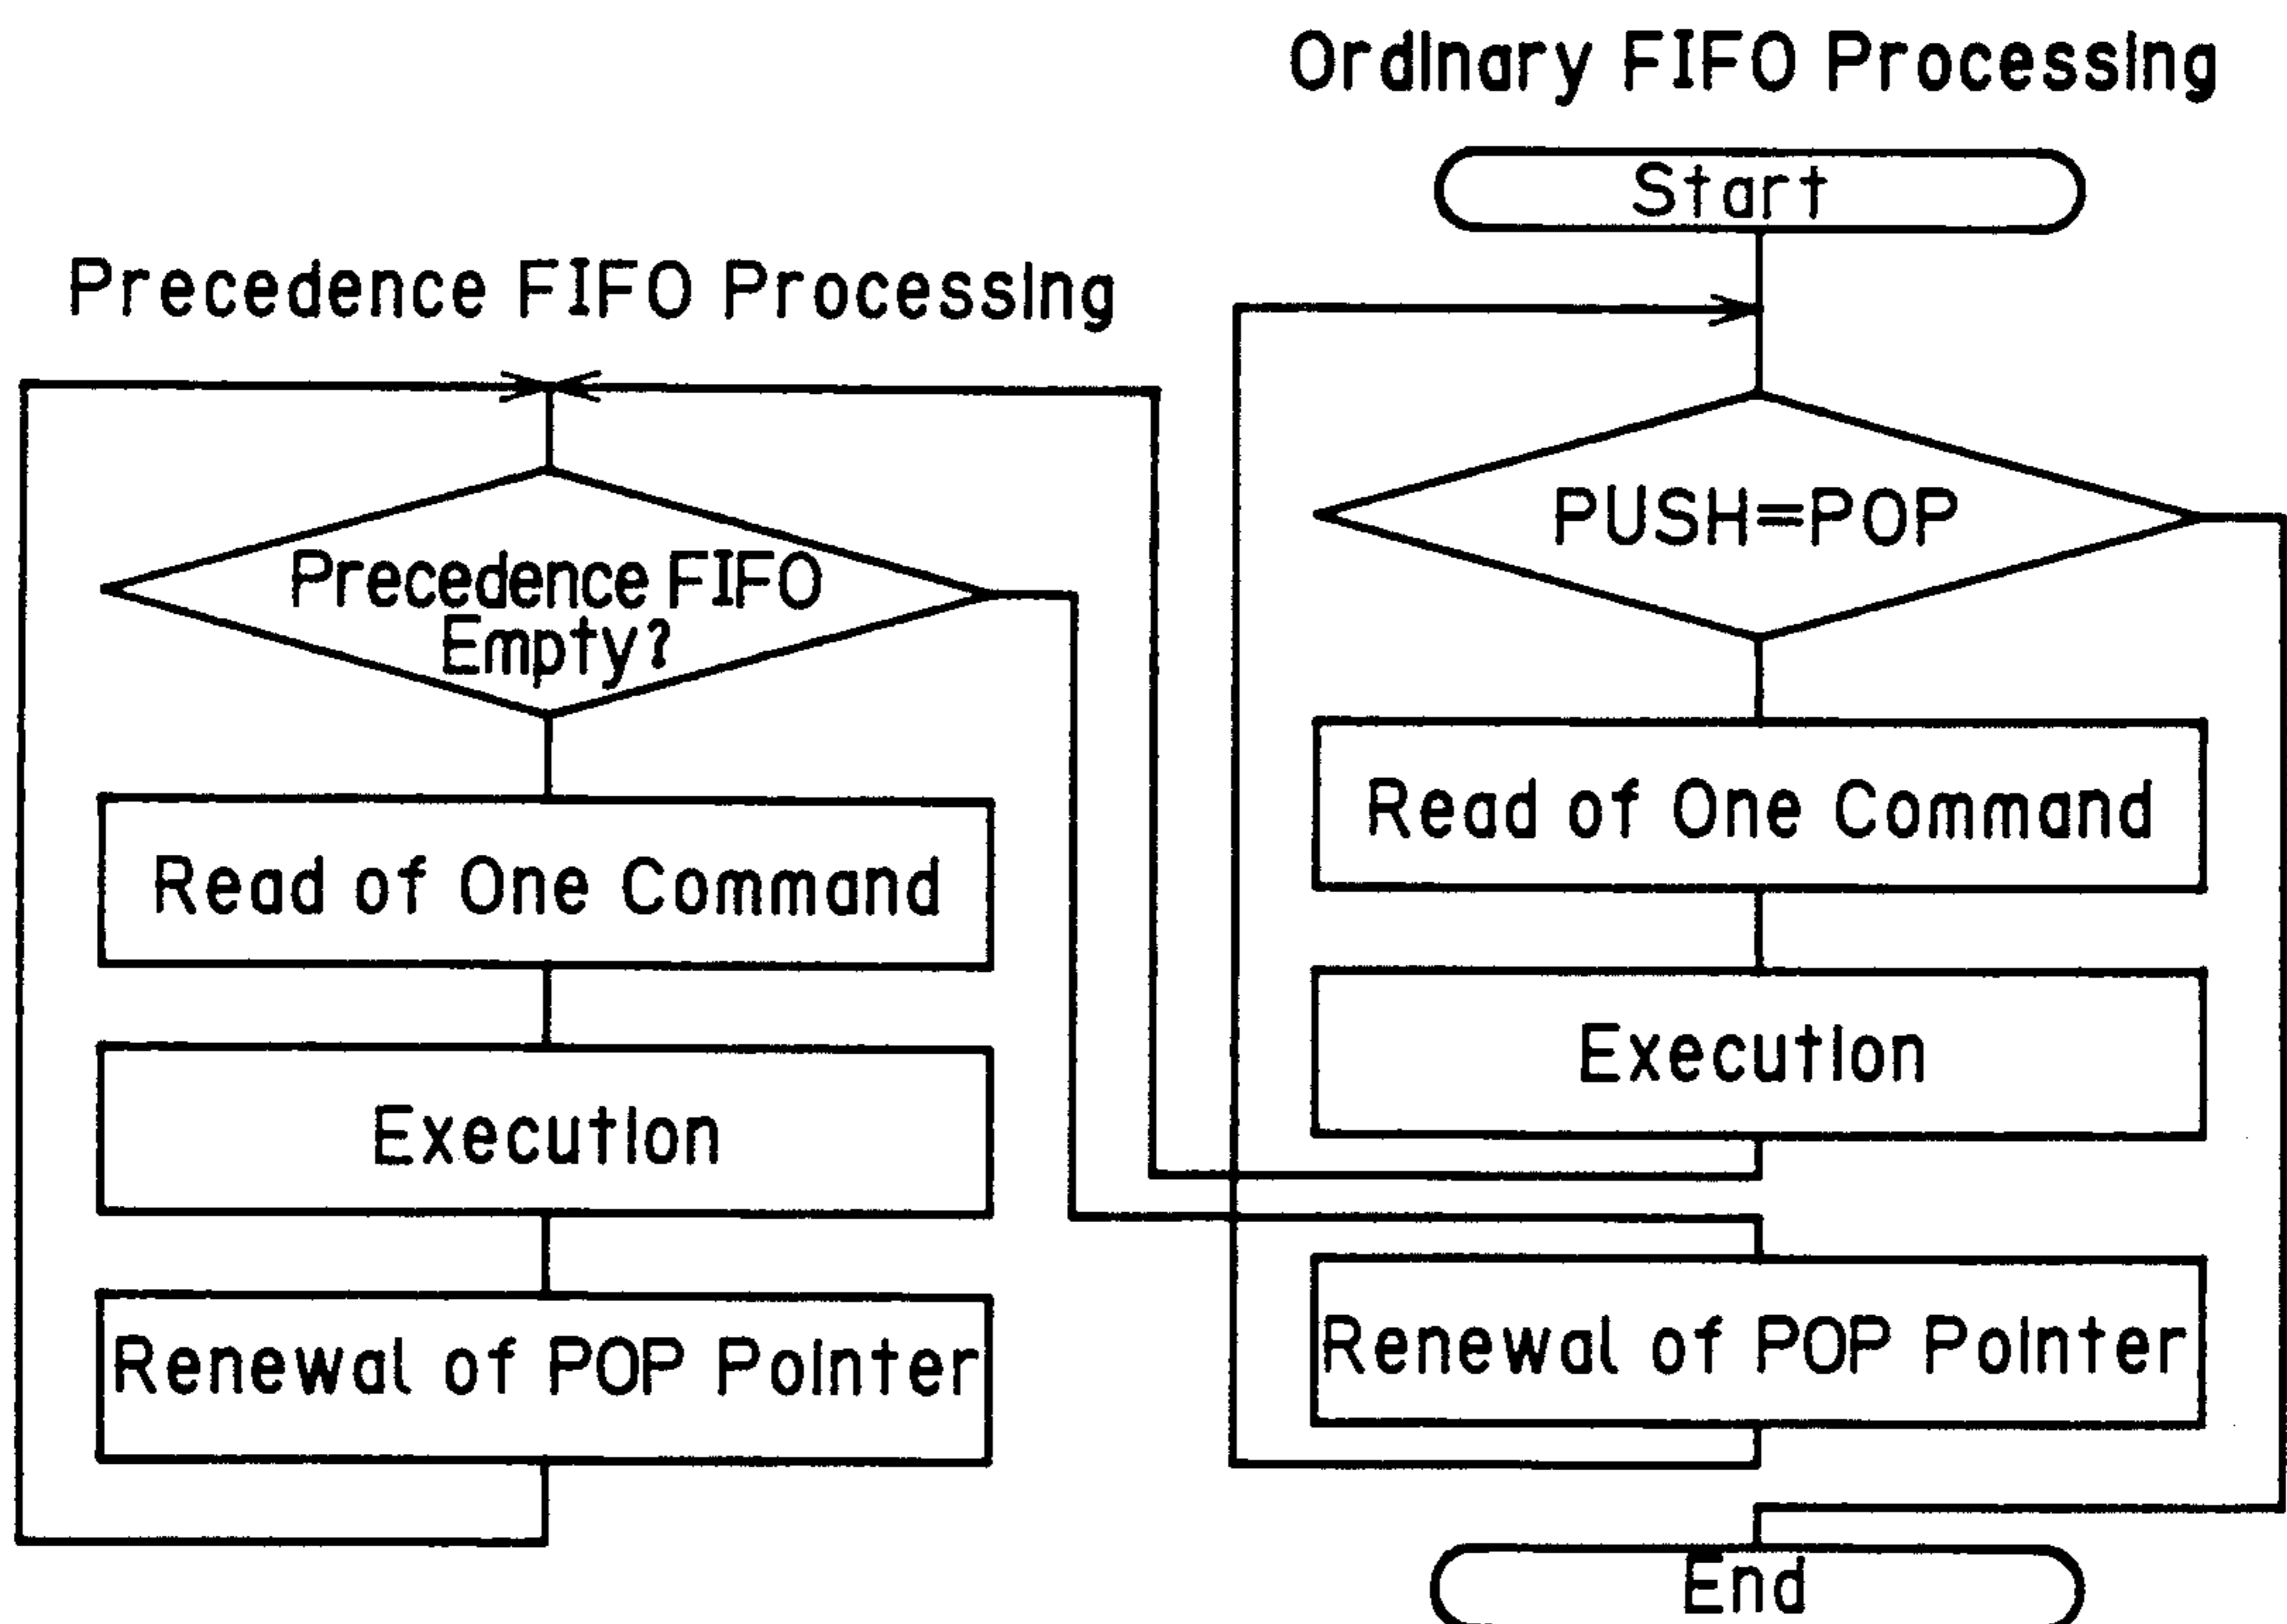 Ordinary FIFO Processing
Start
Precedence FIFO Processing
PUSH=POP
Precedence FIFO
Empty?
Read of One Command
Read of One Command
Execution
Execution
Renewal of POP Pointer
Renewal of POP Pointer
End